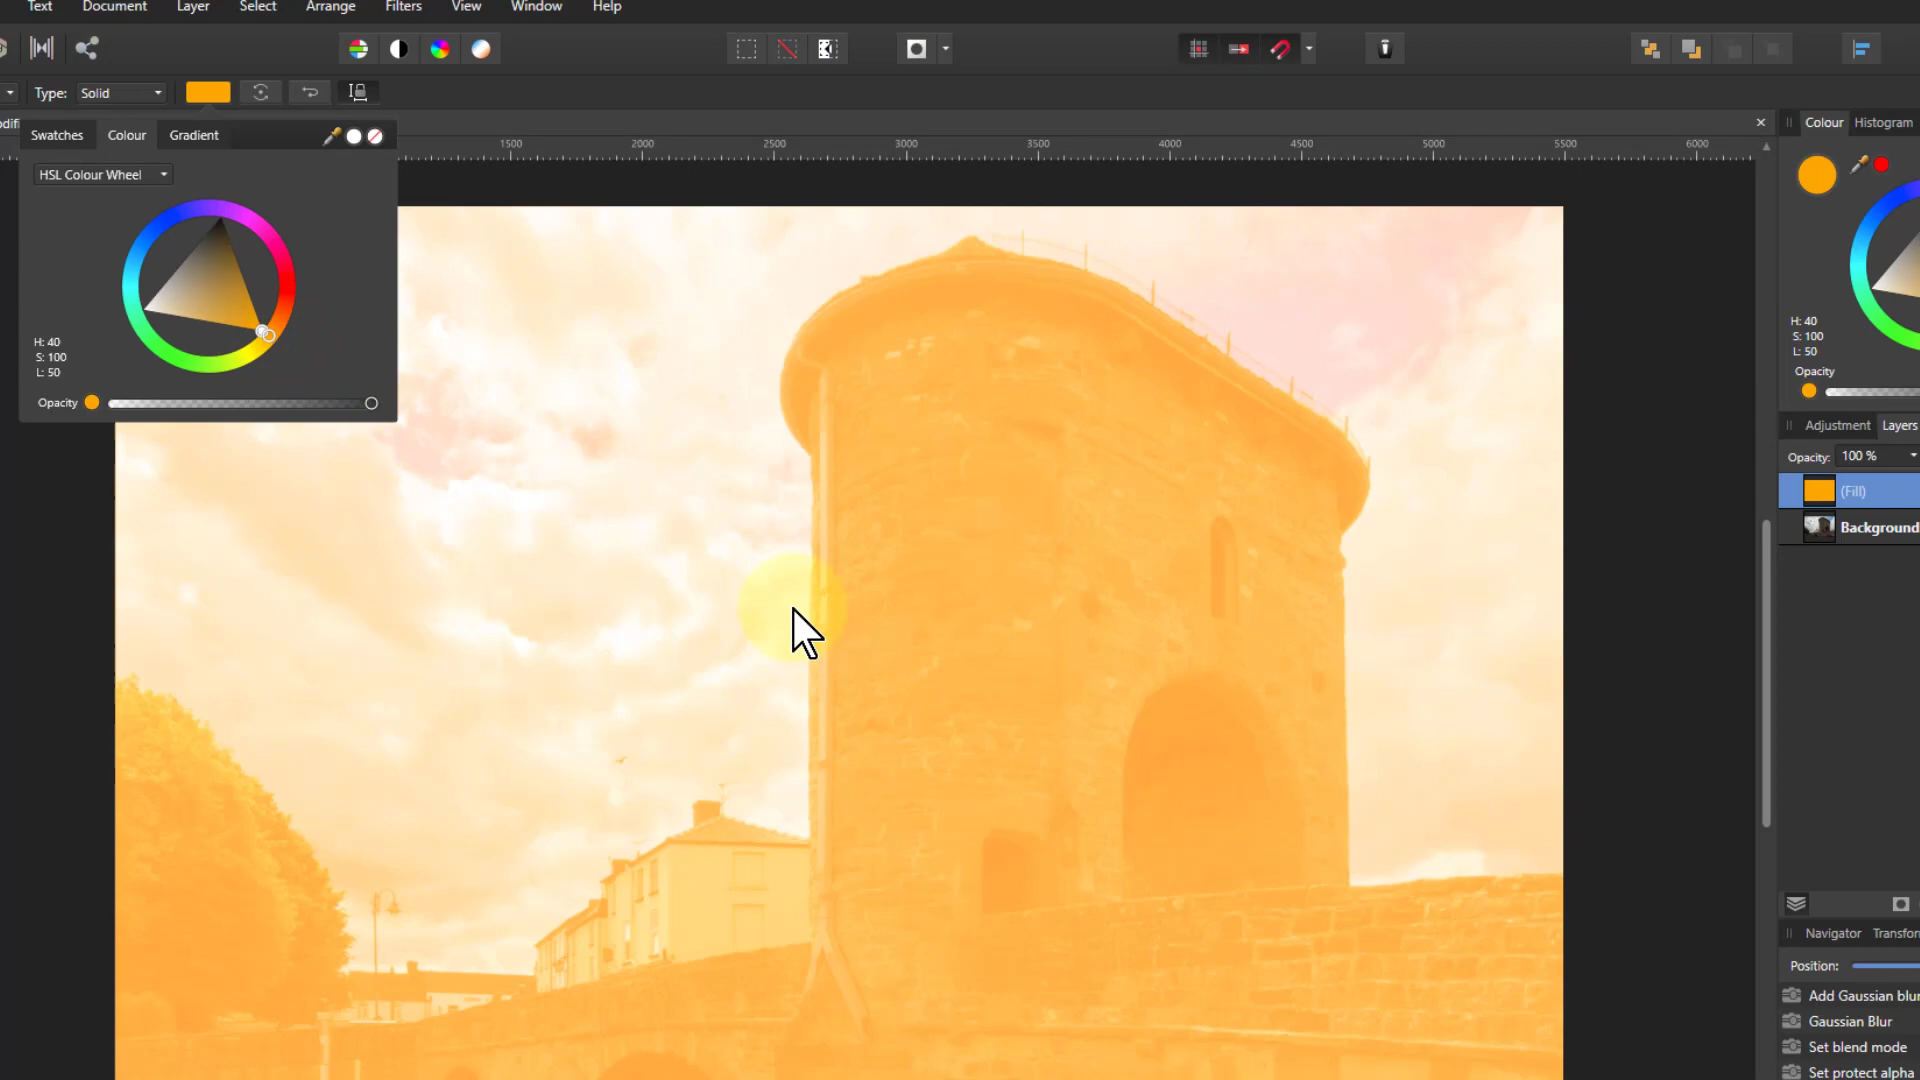 Text Document Layer Select Arrange Filters View Window Help
Type: Solid
Swatches Colour Gradient
1500 2000 2500 3000 3500 4000 4500 5000 5500 6000
Colour Histogram
HSL Colour Wheel
H: 40
S: 100
L: 50
Opacity
H: 40
S: 100
L: 50
Opacity
Adjustment Layers
Opacity: 100 %
(Fill)
Background
Navigator Transfor
Position:
Add Gaussian blur
Gaussian Blur
Set blend mode
Set protect alpha